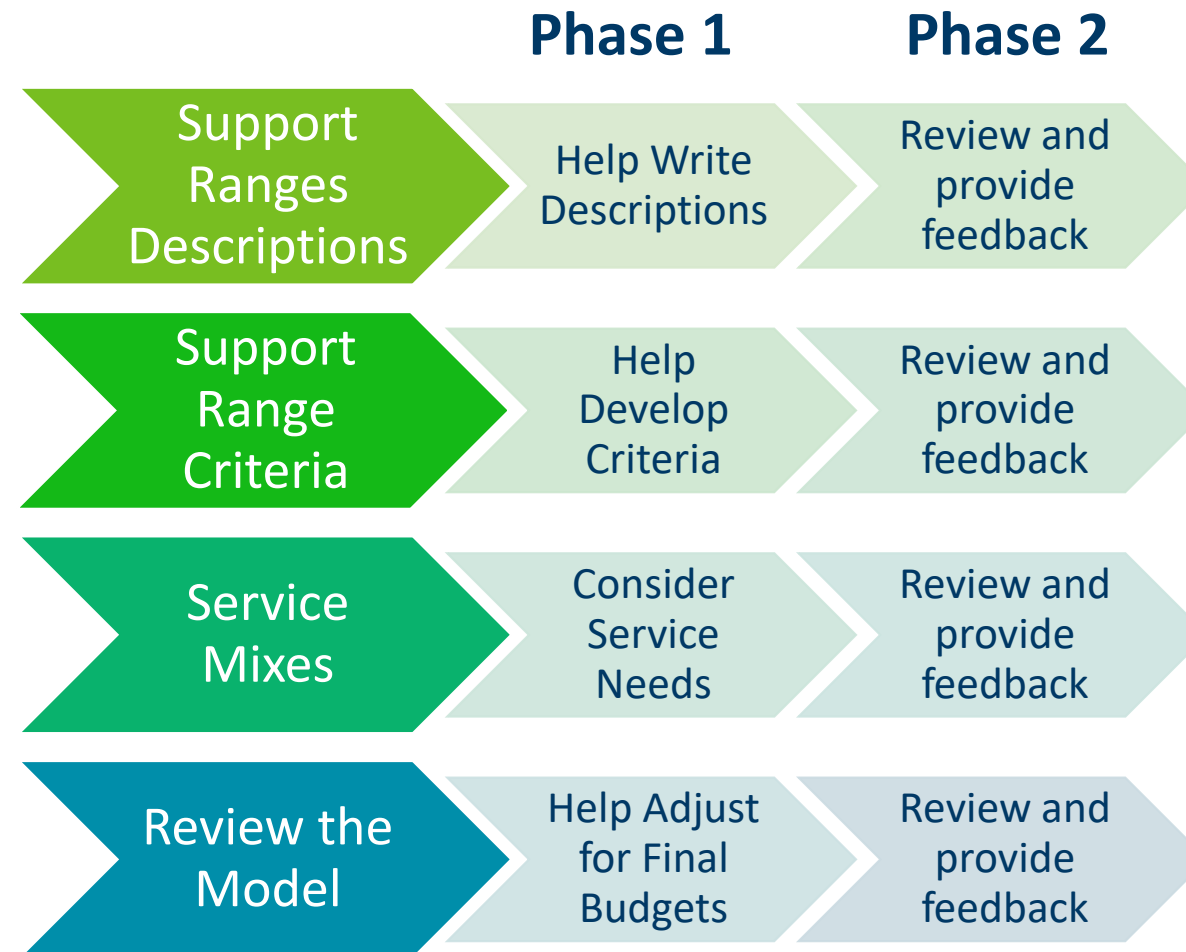 Phase 1
Phase 2
Support
Ranges
Descriptions
Help Write
Descriptions
Review and
provide
feedback
Support
Range
Criteria
Help
Develop
Criteria
Review and
provide
feedback
Service
Mixes
Consider
Service
Needs
Review and
provide
feedback
Review the
Model
Help Adjust
for Final
Budgets
Review and
provide
feedback